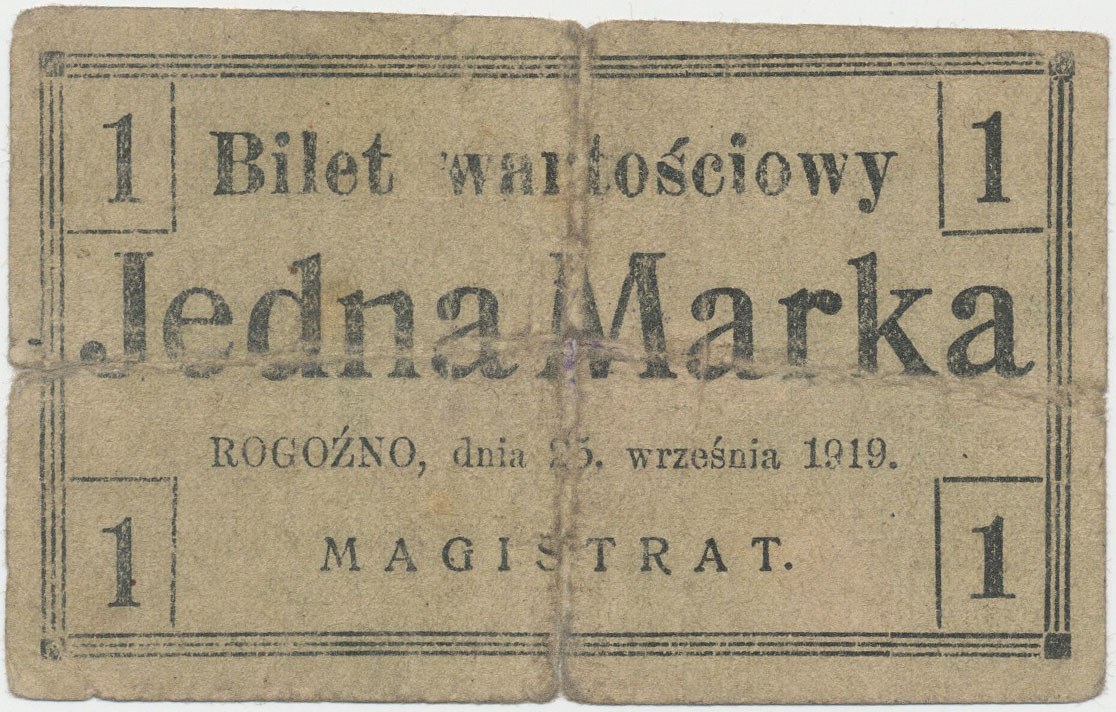 1 Bilet wartościowy 1
Jedna Marka
ROGOŹNO, dnia 25. września 1919.
1 MAGISTRAT. 1